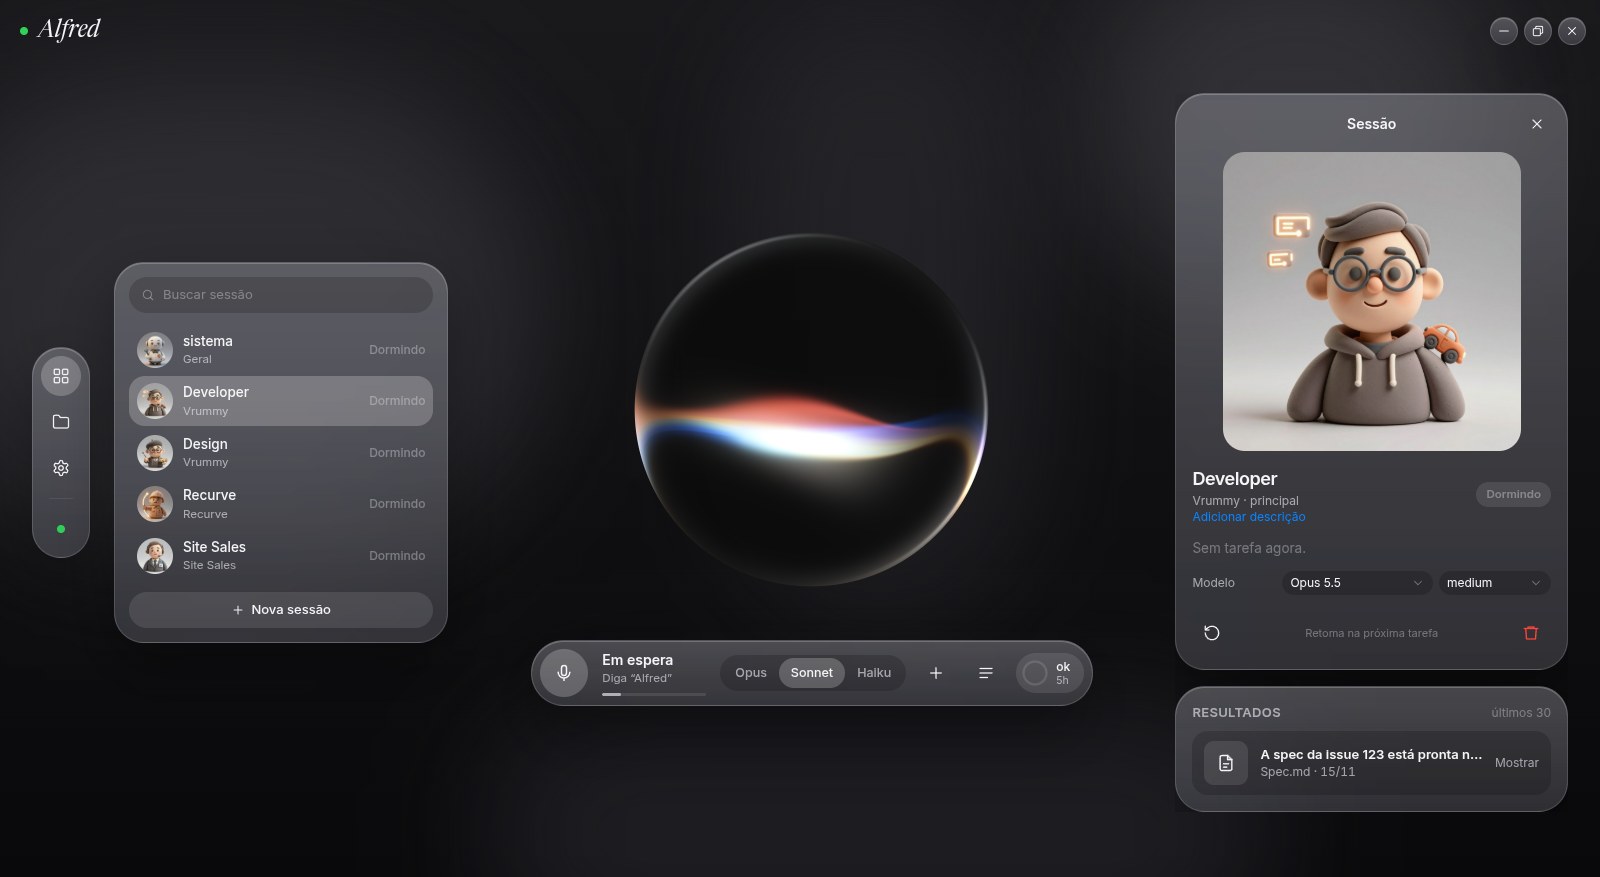 Alfred
Buscar sessão
sistema
Geral
Dormindo
Developer
Vrummy
Dormindo
Design
Vrummy
Dormindo
Recurve
Recurve
Dormindo
Site Sales
Site Sales
Dormindo
Nova sessão
Em espera
Diga “Alfred”
Opus
Sonnet
Haiku
ok
5h
Sessão
Developer
Vrummy · principal
Adicionar descrição
Dormindo
Sem tarefa agora.
Modelo
Opus 5.5
medium
Retoma na próxima tarefa
RESULTADOS
últimos 30
A spec da issue 123 está pronta n...
Spec.md · 15/11
Mostrar